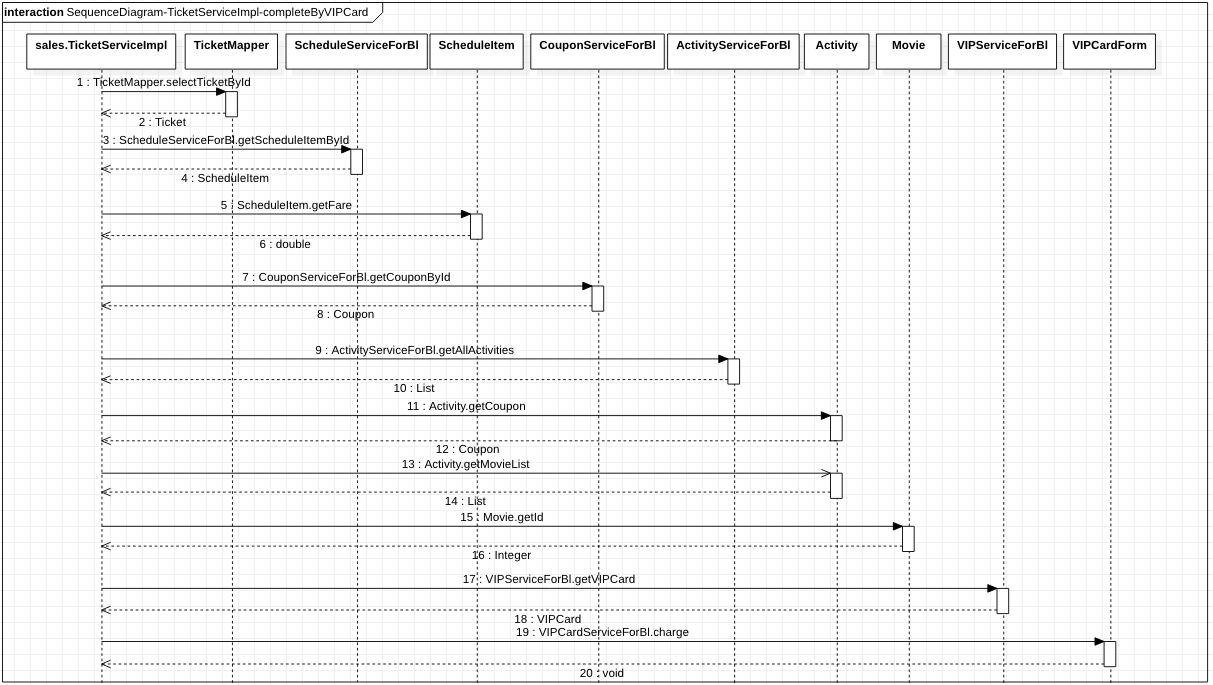 interaction SequenceDiagram-TicketServiceImpl-completeByVIPCard
sales.TicketServiceImpl
TicketMapper
ScheduleServiceForBl
ScheduleItem
CouponServiceForBl
ActivityServiceForBl
Activity
Movie
VIPServiceForBl
VIPCardForm
1 : TicketMapper.selectTicketById
2 : Ticket
3 : ScheduleServiceForBl.getScheduleItemById
4 : ScheduleItem
5 : ScheduleItem.getFare
6 : double
7 : CouponServiceForBl.getCouponById
8 : Coupon
9 : ActivityServiceForBl.getAllActivities
10 : List
11 : Activity.getCoupon
12 : Coupon
13 : Activity.getMovieList
14 : List
15 : Movie.getId
16 : Integer
17 : VIPServiceForBl.getVIPCard
18 : VIPCard
19 : VIPCardServiceForBl.charge
20 : void